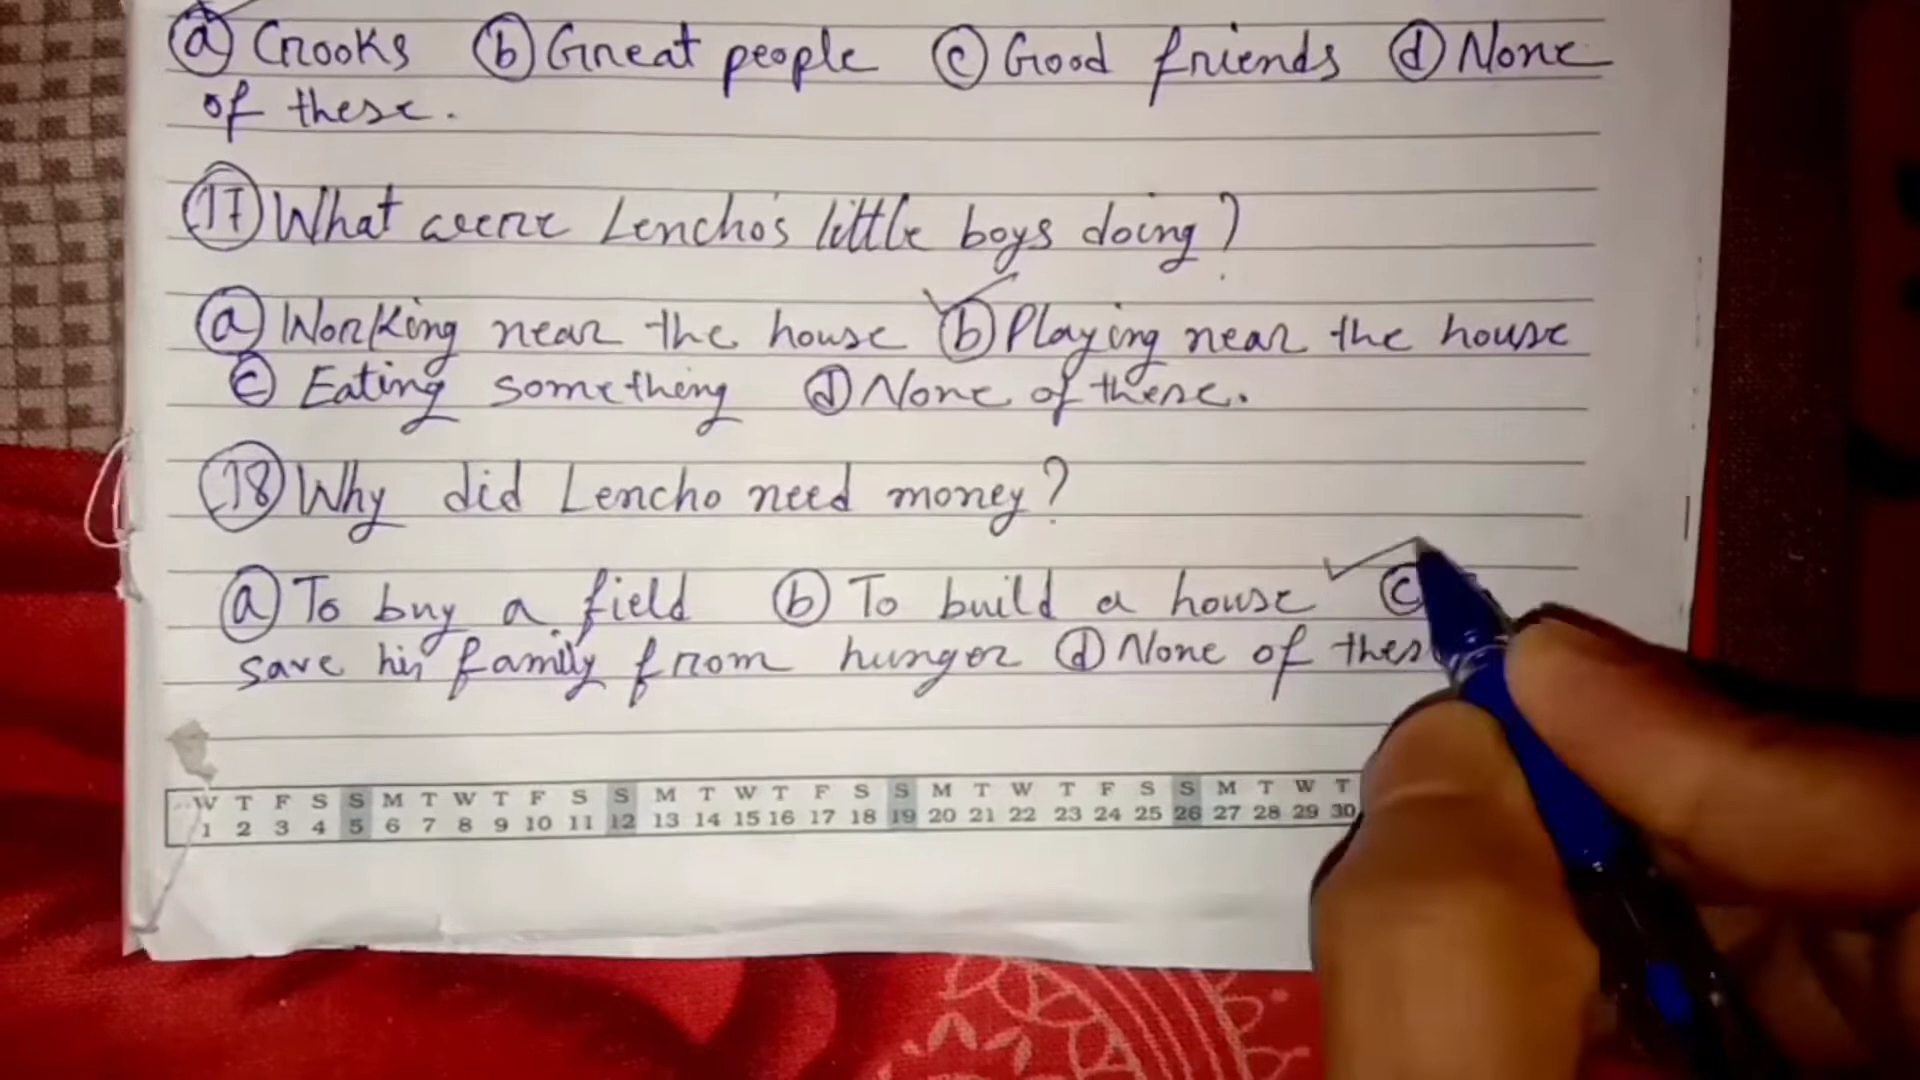 (a) Crooks (b) Great people (c) Good friends (d) None
of these.
(17) What were Lencho's little boys doing?
(a) Working near the house (b) Playing near the house
(c) Eating something (d) None of these.
(18) Why did Lencho need money?
(a) To buy a field (b) To build a house (c)
save his family from hunger (d) None of thes
W T F S S M T W T F S S M T W T F S S M T W T F S S M T W T
1 2 3 4 5 6 7 8 9 10 11 12 13 14 15 16 17 18 19 20 21 22 23 24 25 26 27 28 29 30